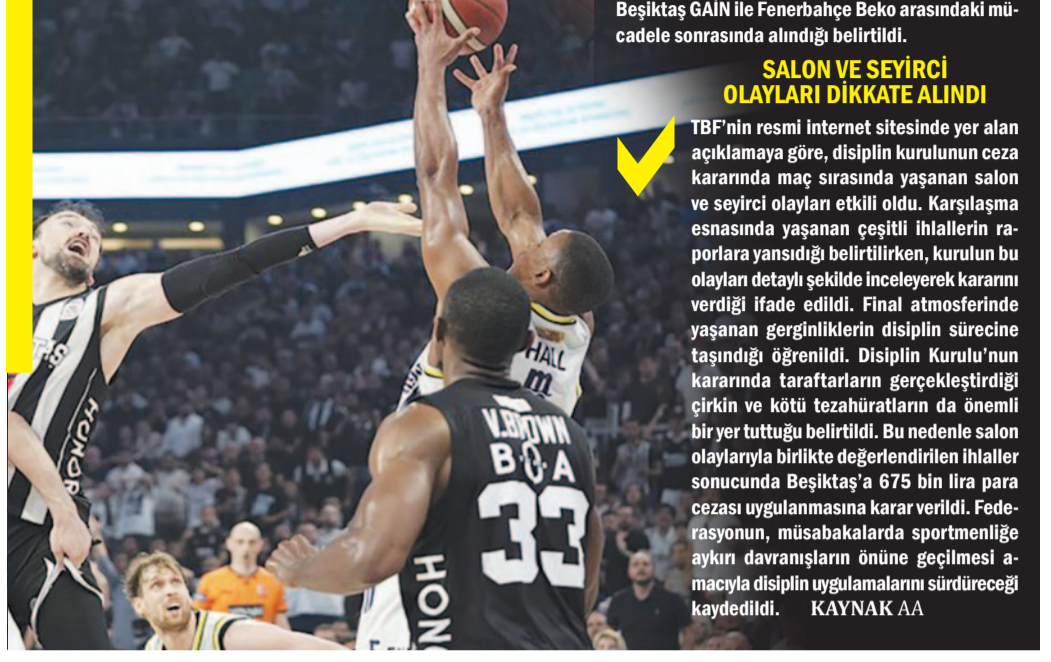 Beşiktaş GAİN ile Fenerbahçe Beko arasındaki mü-
cadele sonrasında alındığı belirtildi.
SALON VE SEYİRCİ
OLAYLARI DİKKATE ALINDI
TBF’nin resmi internet sitesinde yer alan
açıklamaya göre, disiplin kurulunun ceza
kararında maç sırasında yaşanan salon
ve seyirci olayları etkili oldu. Karşılaşma
esnasında yaşanan çeşitli ihlallerin ra-
porlara yansıdığı belirtilirken, kurulun bu
olayları detaylı şekilde inceleyerek kararını
verdiği ifade edildi. Final atmosferinde
yaşanan gerginliklerin disiplin sürecine
taşındığı öğrenildi. Disiplin Kurulu’nun
kararında taraftarların gerçekleştirdiği
çirkin ve kötü tezahüratların da önemli
bir yer tuttuğu belirtildi. Bu nedenle salon
olaylarıyla birlikte değerlendirilen ihlaller
sonucunda Beşiktaş’a 675 bin lira para
cezası uygulanmasına karar verildi. Fede-
rasyonun, müsabakalarda sportmenliğe
aykırı davranışların önüne geçilmesi a-
macıyla disiplin uygulamalarını sürdüreceği
kaydedildi. KAYNAK AA
HALL
V.BROWN
BOA
33
HONOR
HONO